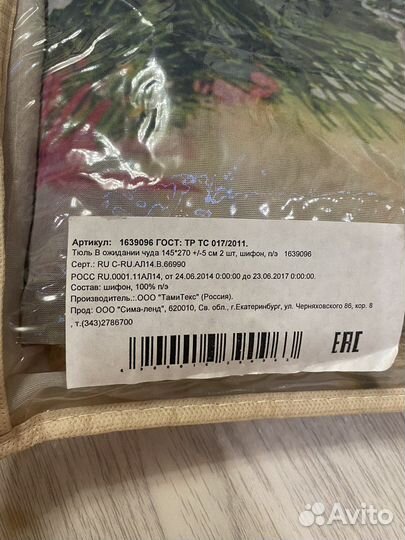 Артикул: 1639096 ГОСТ: ТР ТС 017/2011.
Тюль В ожидании чуда 145*270 +/-5 см 2 шт, шифон, п/э 1639096
Серт.: RU C-RU.АЛ14.В.66990
РОСС RU.0001.11АЛ14, от 24.06.2014 0:00:00 до 23.06.2017 0:00:00.
Состав: шифон, 100% п/э
Производитель.:.ООО "ТамиТекс" (Россия).
Прод: ООО "Сима-ленд", 620010, Св. обл., г.Екатеринбург, ул. Черняховского 86, кор. 8
, т.(343)2786700
EAC
Avito